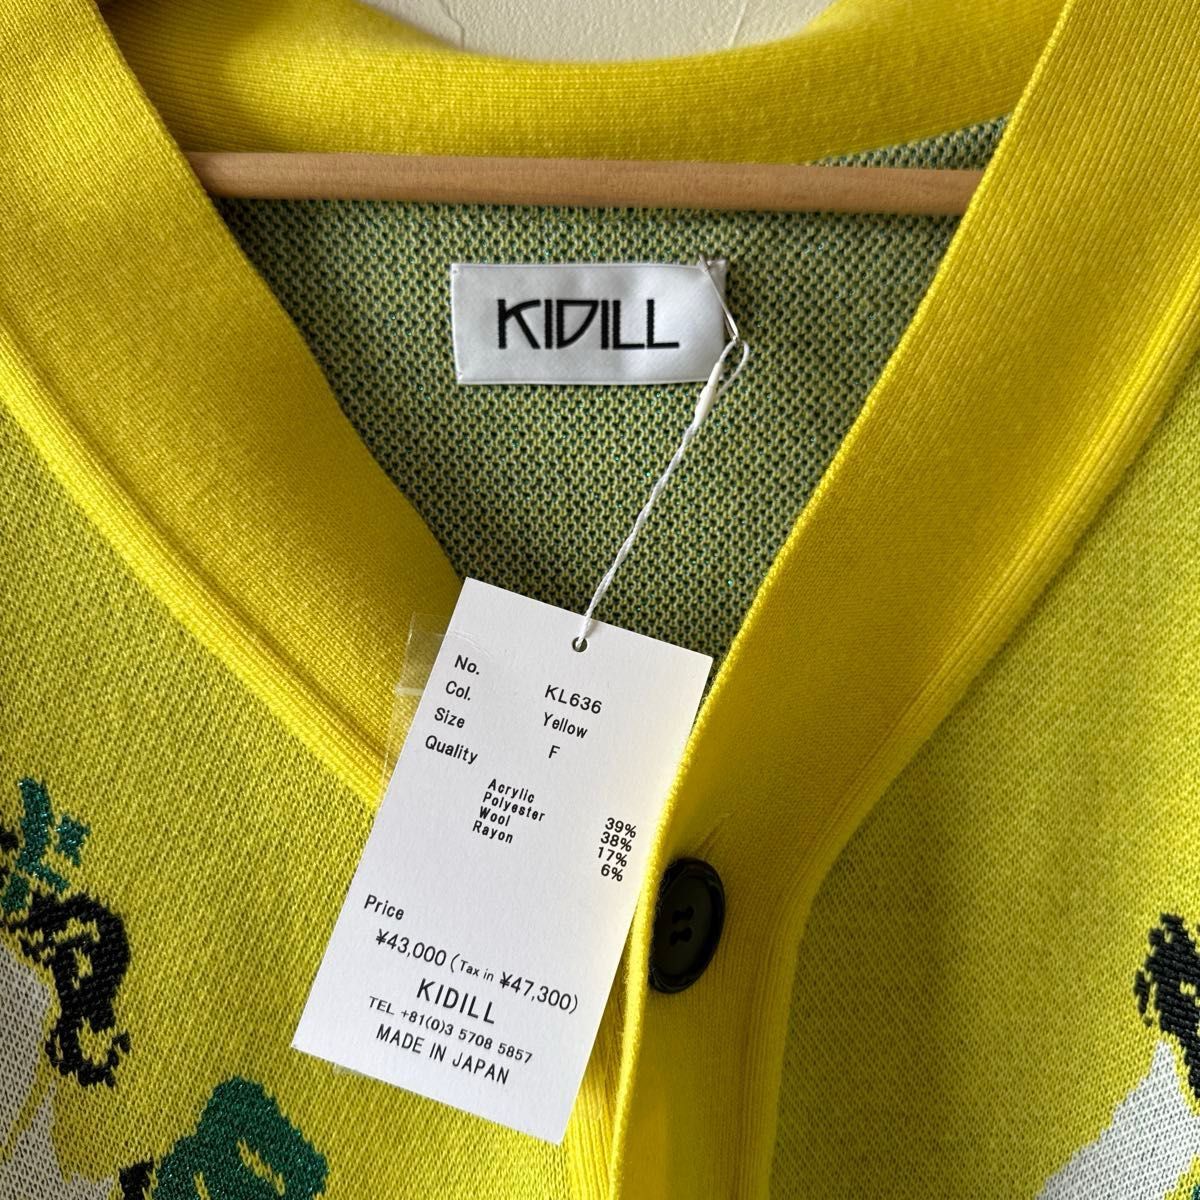 KIDILL
No. KL636
Col. Yellow
Size F
Quality
Acrylic 39%
Polyester 38%
Wool 17%
Rayon 6%
Price
¥43,000 (Tax in ¥47,300)
KIDILL
TEL +81(0)3 5708 5857
MADE IN JAPAN